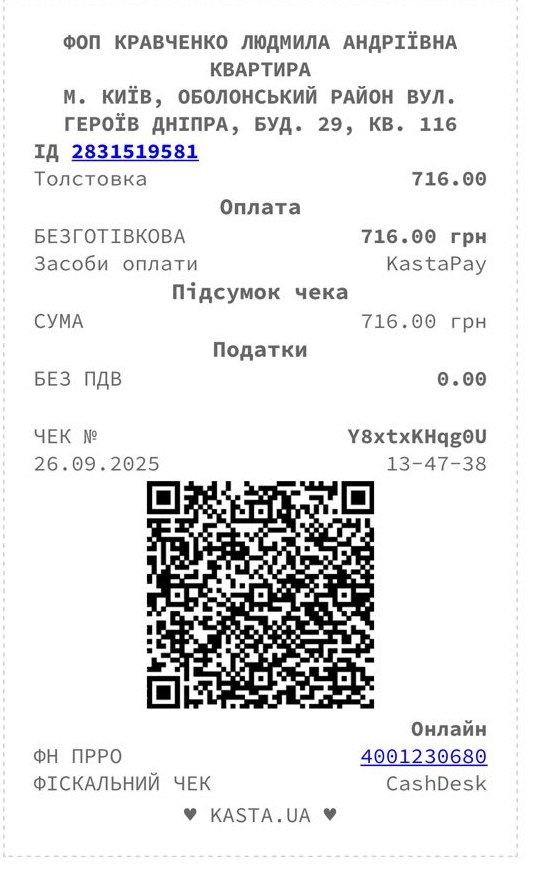 ФОП КРАВЧЕНКО ЛЮДМИЛА АНДРІЇВНА
КВАРТИРА
М. КИЇВ, ОБОЛОНСЬКИЙ РАЙОН ВУЛ.
ГЕРОЇВ ДНІПРА, БУД. 29, КВ. 116
ІД 2831519581
Толстовка 716.00
Оплата
БЕЗГОТІВКОВА 716.00 грн
Засоби оплати KastaPay
Підсумок чека
СУМА 716.00 грн
Податки
БЕЗ ПДВ 0.00
ЧЕК № Y8xtxKHqg0U
26.09.2025 13-47-38
Онлайн
ФН ПРРО 4001230680
ФІСКАЛЬНИЙ ЧЕК CashDesk
♥ KASTA.UA ♥